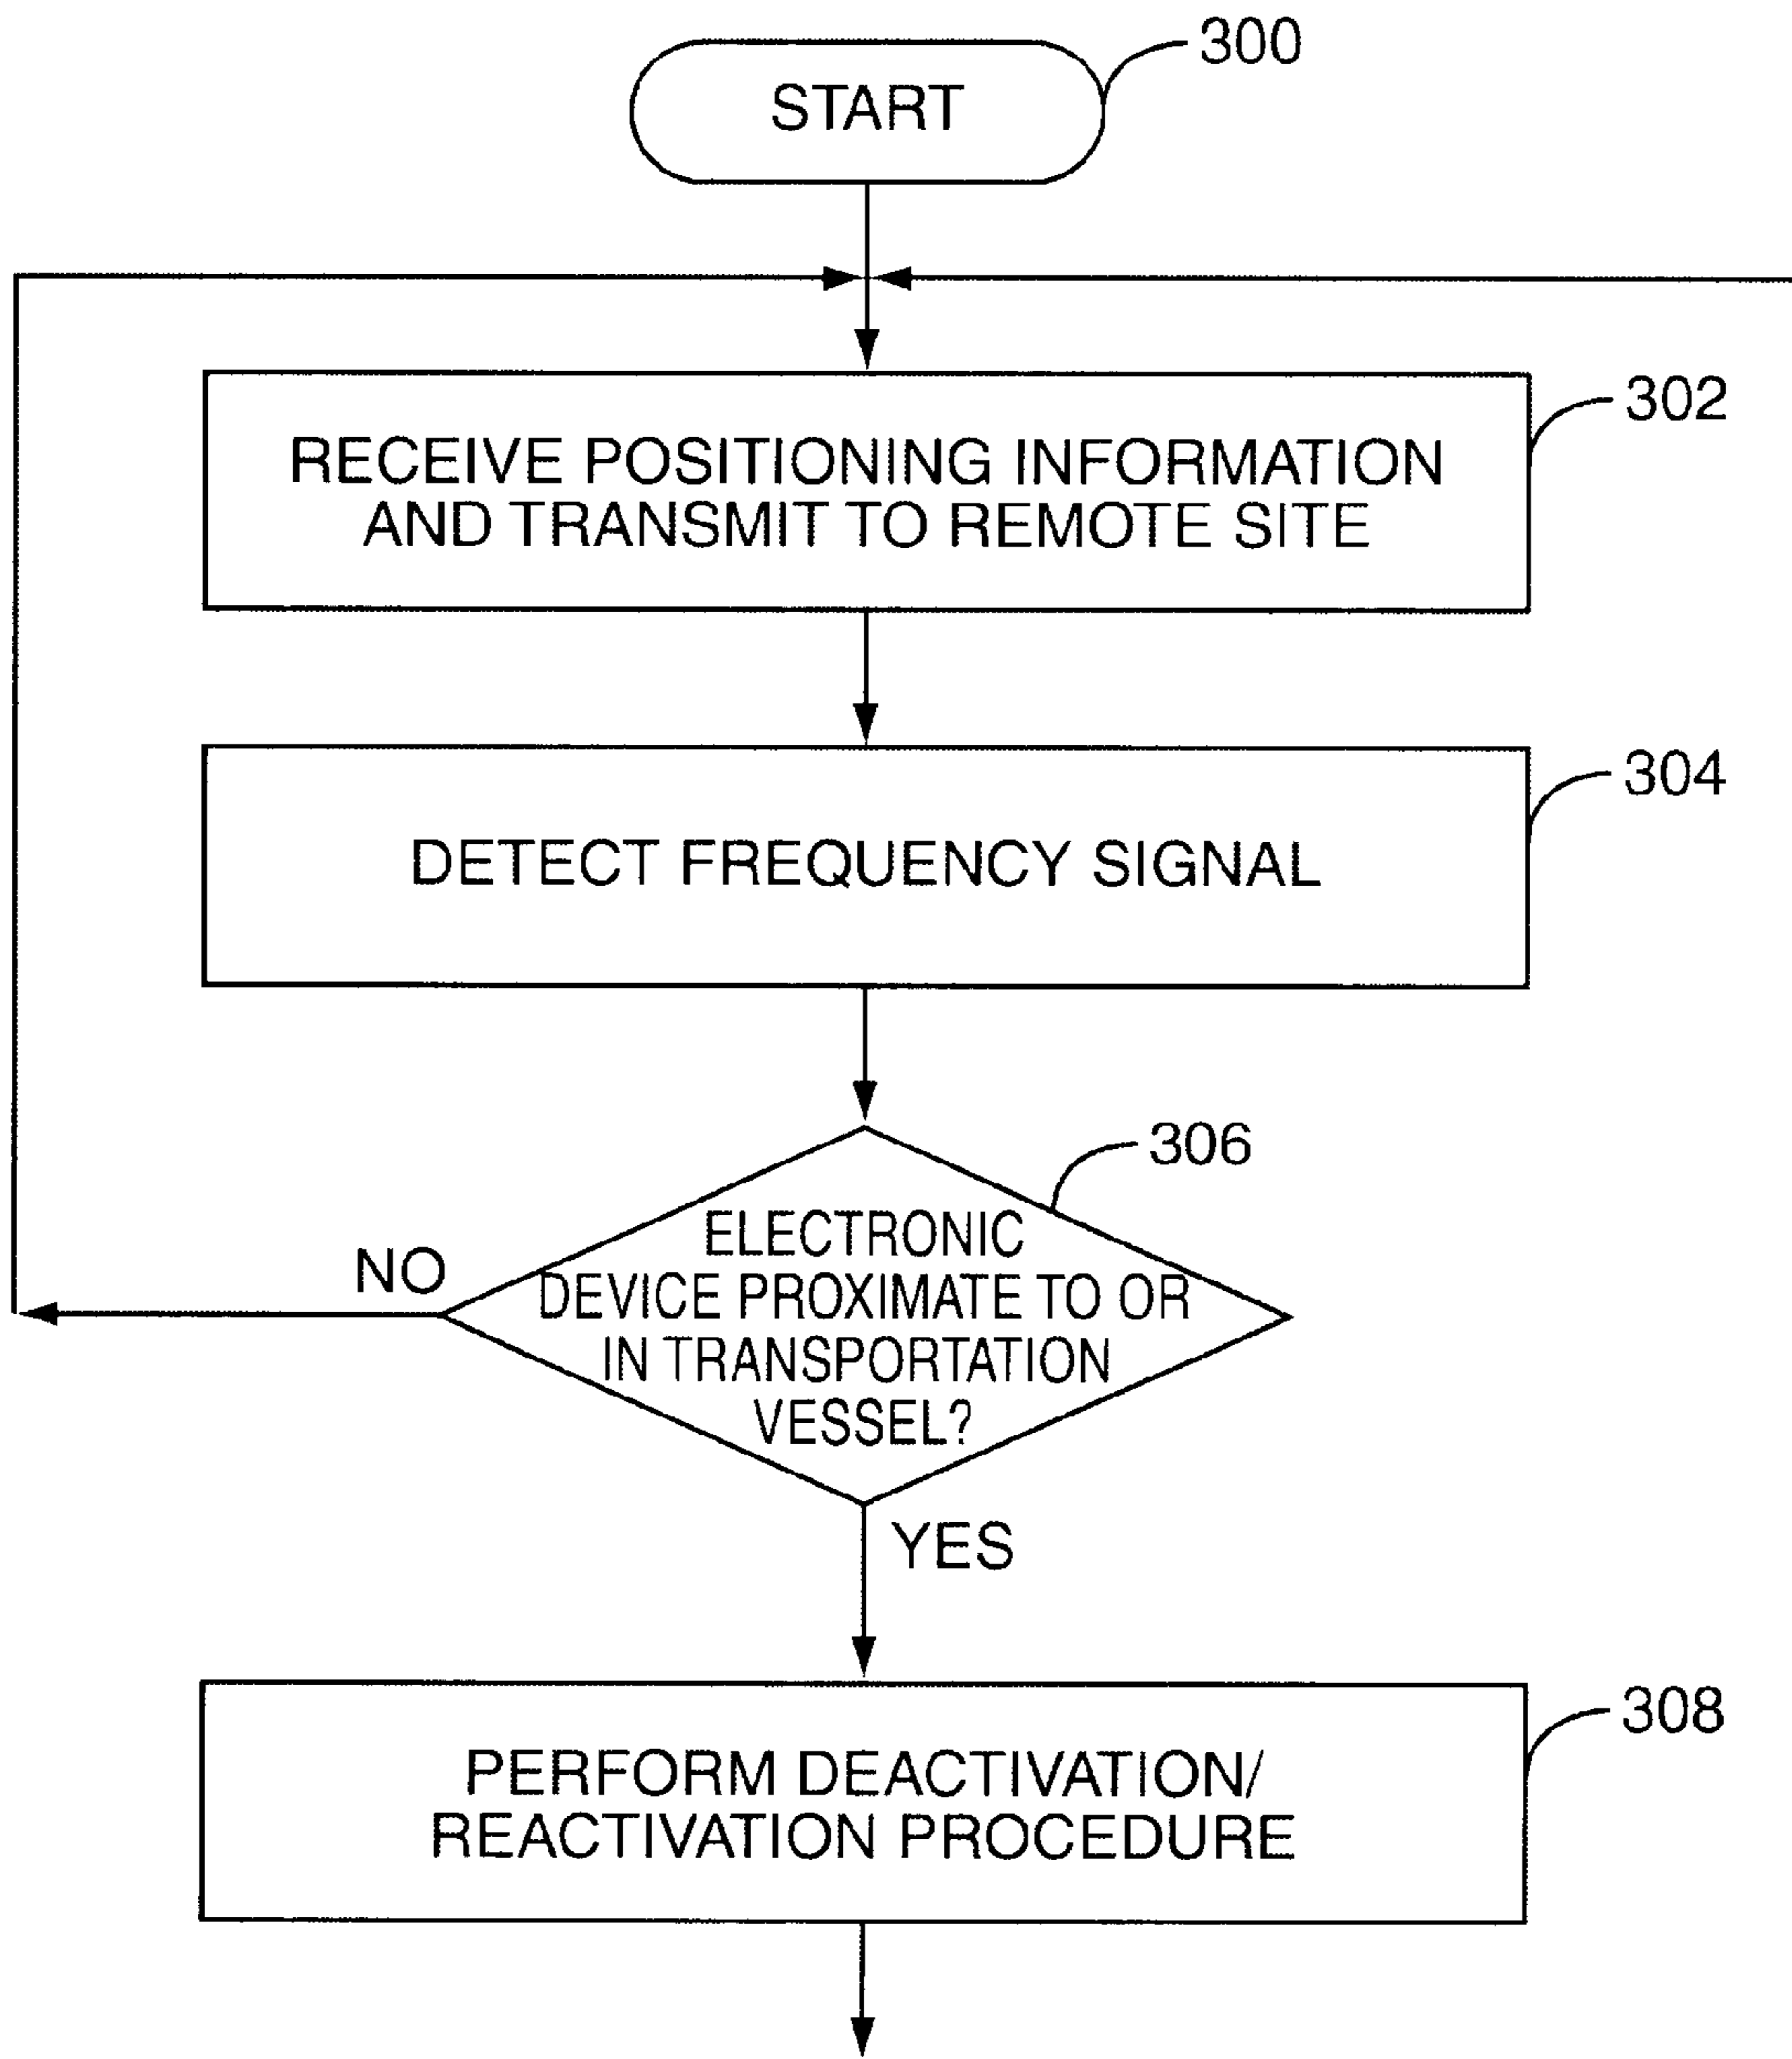 300
START
302
RECEIVE POSITIONING INFORMATION
AND TRANSMIT TO REMOTE SITE
304
DETECT FREQUENCY SIGNAL
306
ELECTRONIC
DEVICE PROXIMATE TO OR
IN TRANSPORTATION
VESSEL?
NO
YES
308
PERFORM DEACTIVATION/
REACTIVATION PROCEDURE